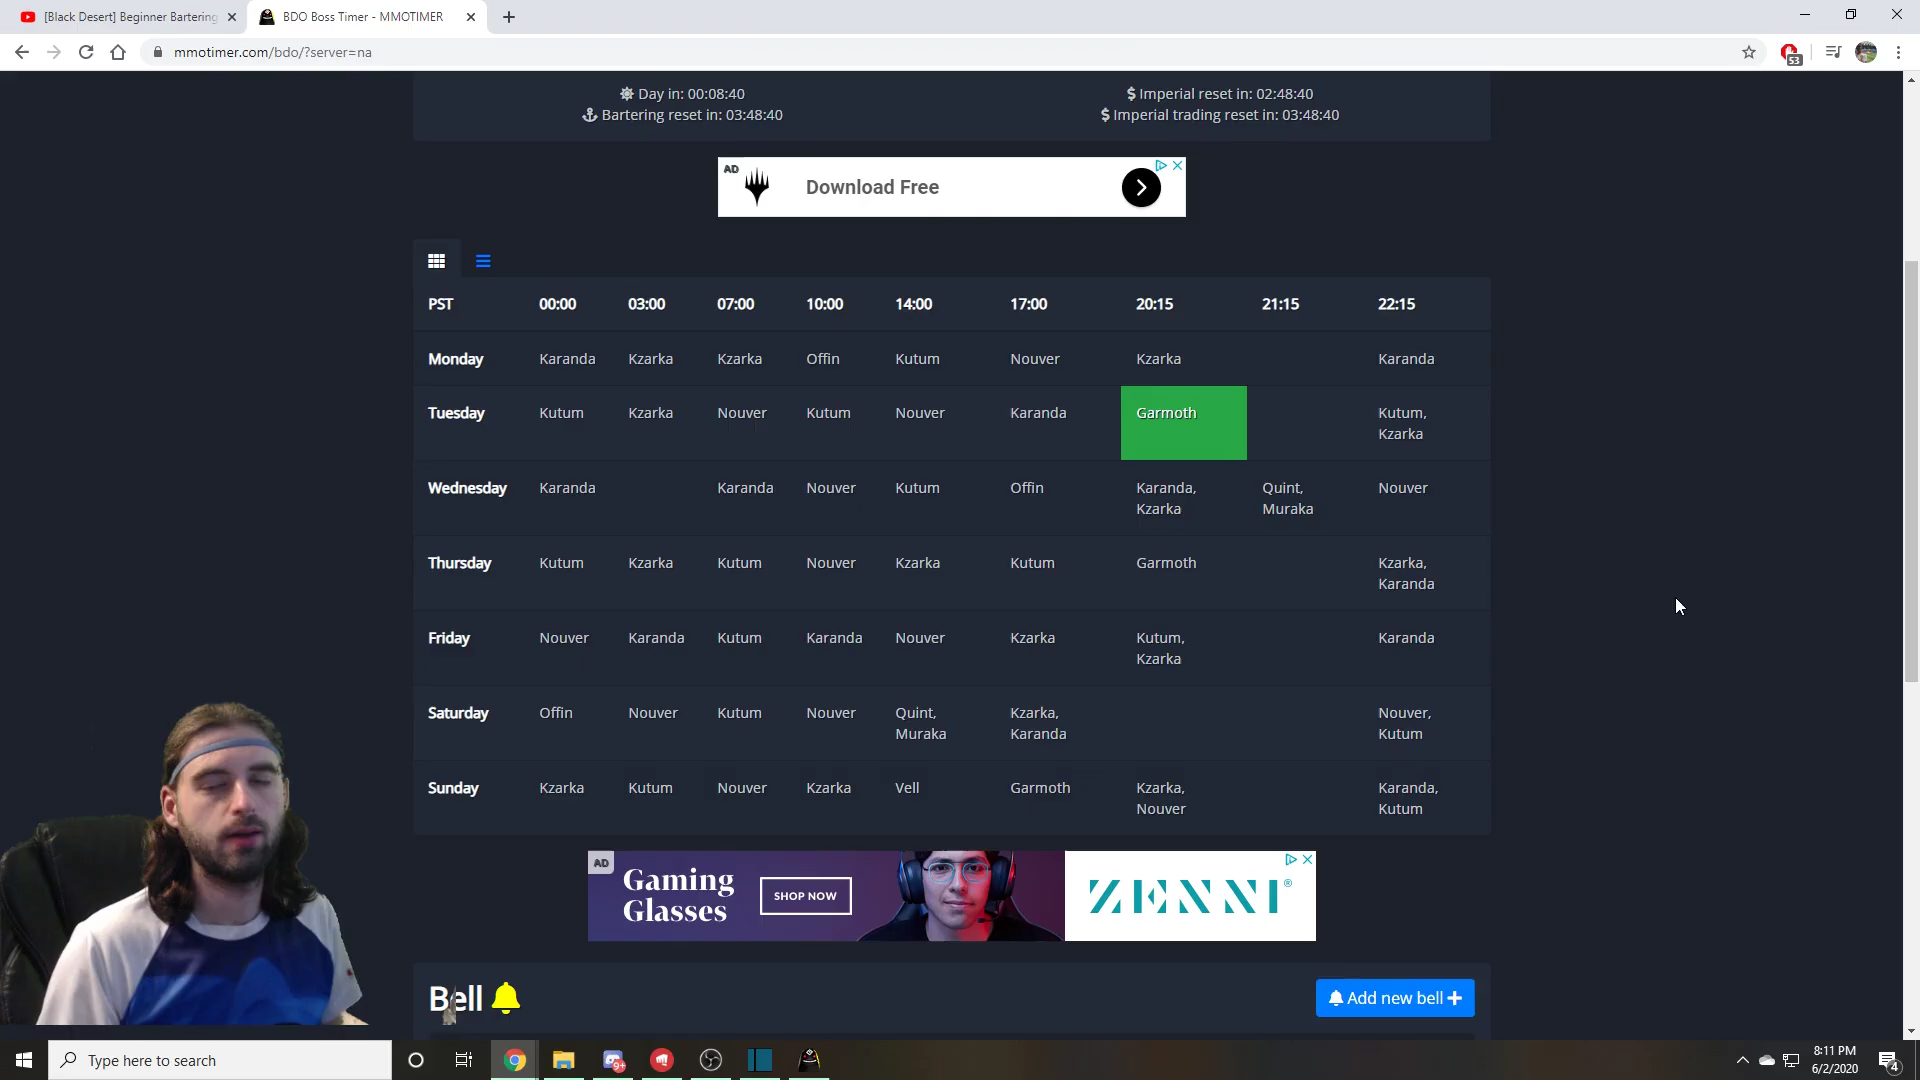 [Black Desert] Beginner Bartering
BDO Boss Timer - MMOTIMER
mmotimer.com/bdo/?server=na
53
Day in: 00:08:40
Imperial reset in: 02:48:40
Bartering reset in: 03:48:40
Imperial trading reset in: 03:48:40
AD
Download Free
PST 00:00 03:00 07:00 10:00 14:00 17:00 20:15 21:15 22:15
Monday Karanda Kzarka Kzarka Offin Kutum Nouver Kzarka Karanda
Tuesday Kutum Kzarka Nouver Kutum Nouver Karanda Garmoth Kutum,
Kzarka
Wednesday Karanda Karanda Nouver Kutum Offin Karanda, Quint, Nouver
Kzarka Muraka
Thursday Kutum Kzarka Kutum Nouver Kzarka Kutum Garmoth Kzarka,
Karanda
Friday Nouver Karanda Kutum Karanda Nouver Kzarka Kutum, Karanda
Kzarka
Saturday Offin Nouver Kutum Nouver Quint, Kzarka, Nouver,
Muraka Karanda Kutum
Sunday Kzarka Kutum Nouver Kzarka Vell Garmoth Kzarka, Karanda,
Nouver Kutum
AD
Gaming
Glasses
SHOP NOW
ZENNI®
Bell
Add new bell
Type here to search
9+
8:11 PM
6/2/2020
4